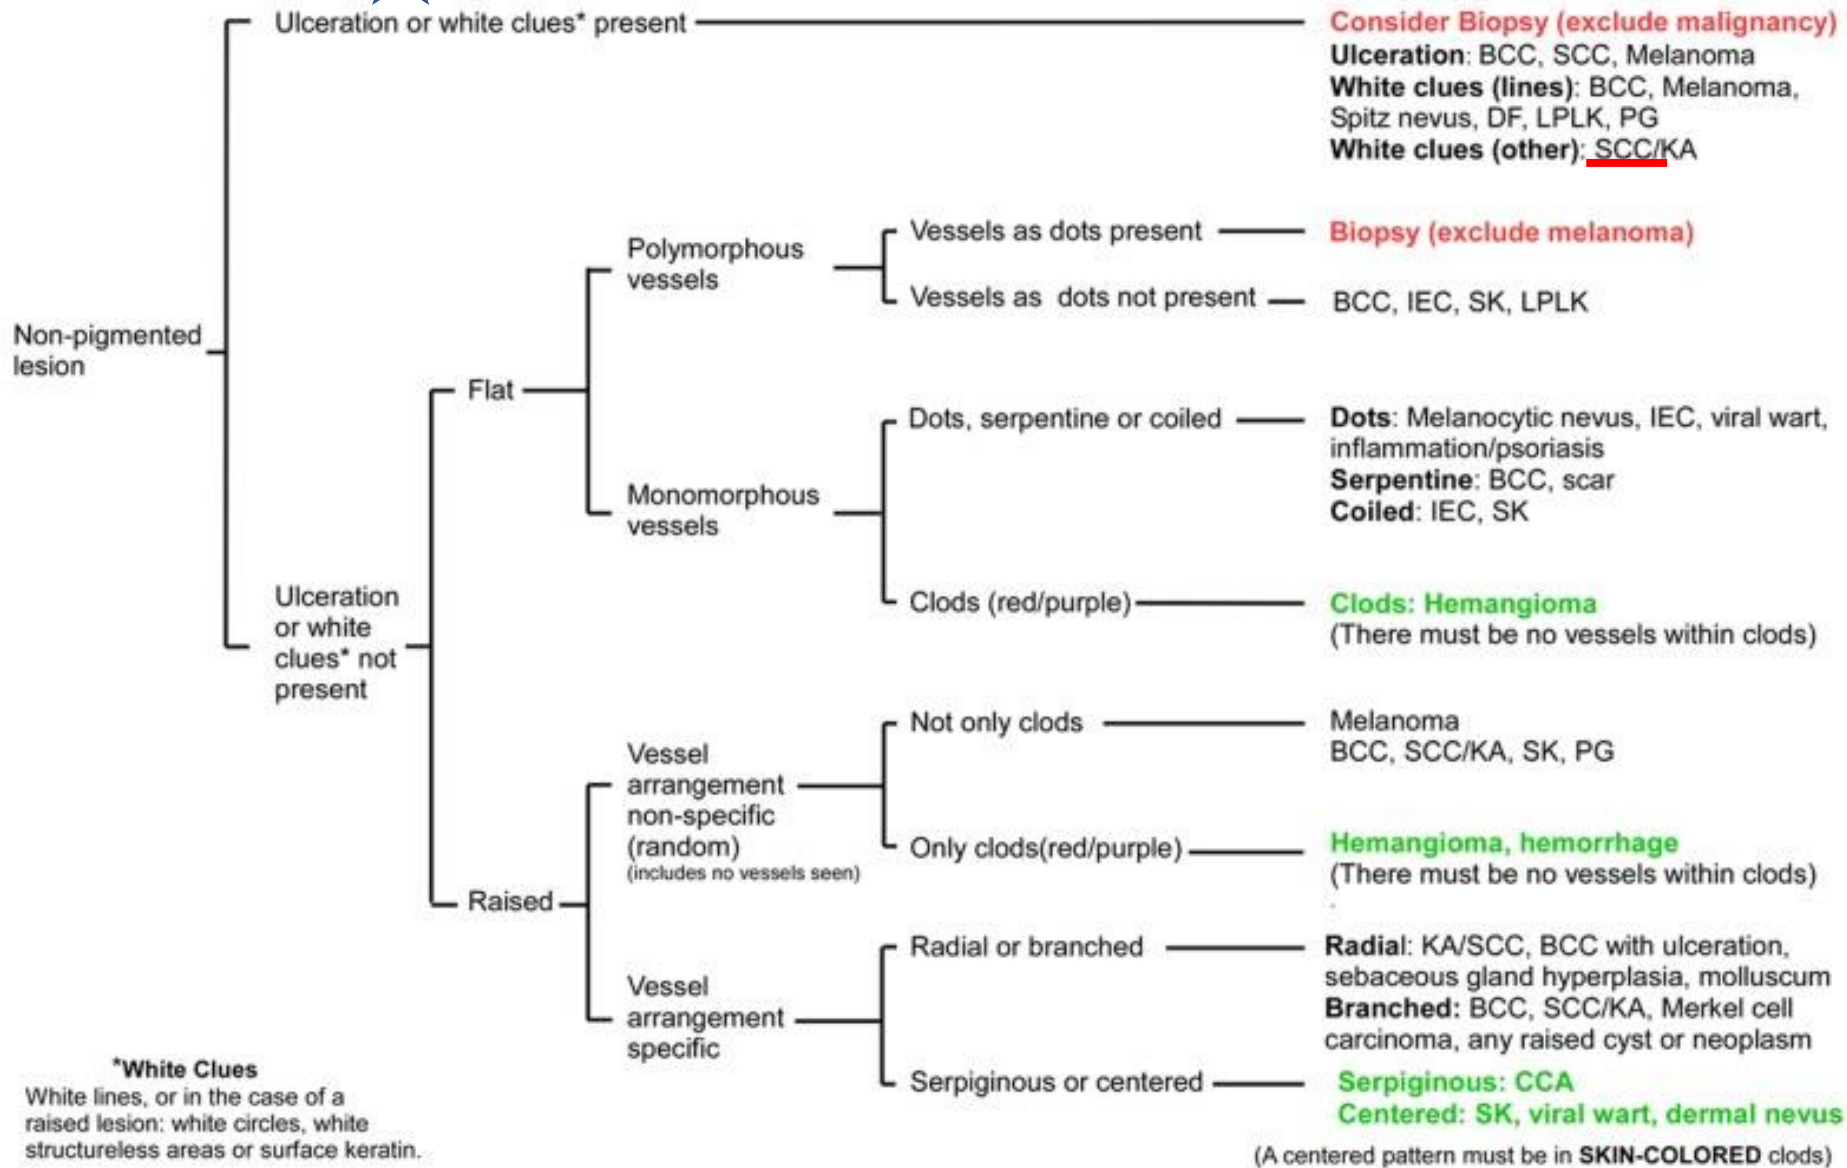 Ulceration or white clues* present
Consider Biopsy (exclude malignancy)
Ulceration: BCC, SCC, Melanoma
White clues (lines): BCC, Melanoma,
Spitz nevus, DF, LPLK, PG
White clues (other): SCC/KA
Non-pigmented
lesion
Ulceration
or white
clues* not
present
Flat
Polymorphous
vessels
Vessels as dots present
Biopsy (exclude melanoma)
Vessels as dots not present
BCC, IEC, SK, LPLK
Monomorphous
vessels
Dots, serpentine or coiled
Dots: Melanocytic nevus, IEC, viral wart,
inflammation/psoriasis
Serpentine: BCC, scar
Coiled: IEC, SK
Clods (red/purple)
Clods: Hemangioma
(There must be no vessels within clods)
Raised
Vessel
arrangement
non-specific
(random)
(includes no vessels seen)
Not only clods
Melanoma
BCC, SCC/KA, SK, PG
Only clods(red/purple)
Hemangioma, hemorrhage
(There must be no vessels within clods)
Vessel
arrangement
specific
Radial or branched
Radial: KA/SCC, BCC with ulceration,
sebaceous gland hyperplasia, molluscum
Branched: BCC, SCC/KA, Merkel cell
carcinoma, any raised cyst or neoplasm
Serpiginous or centered
Serpiginous: CCA
Centered: SK, viral wart, dermal nevus
(A centered pattern must be in SKIN-COLORED clods)
*White Clues
White lines, or in the case of a
raised lesion: white circles, white
structureless areas or surface keratin.